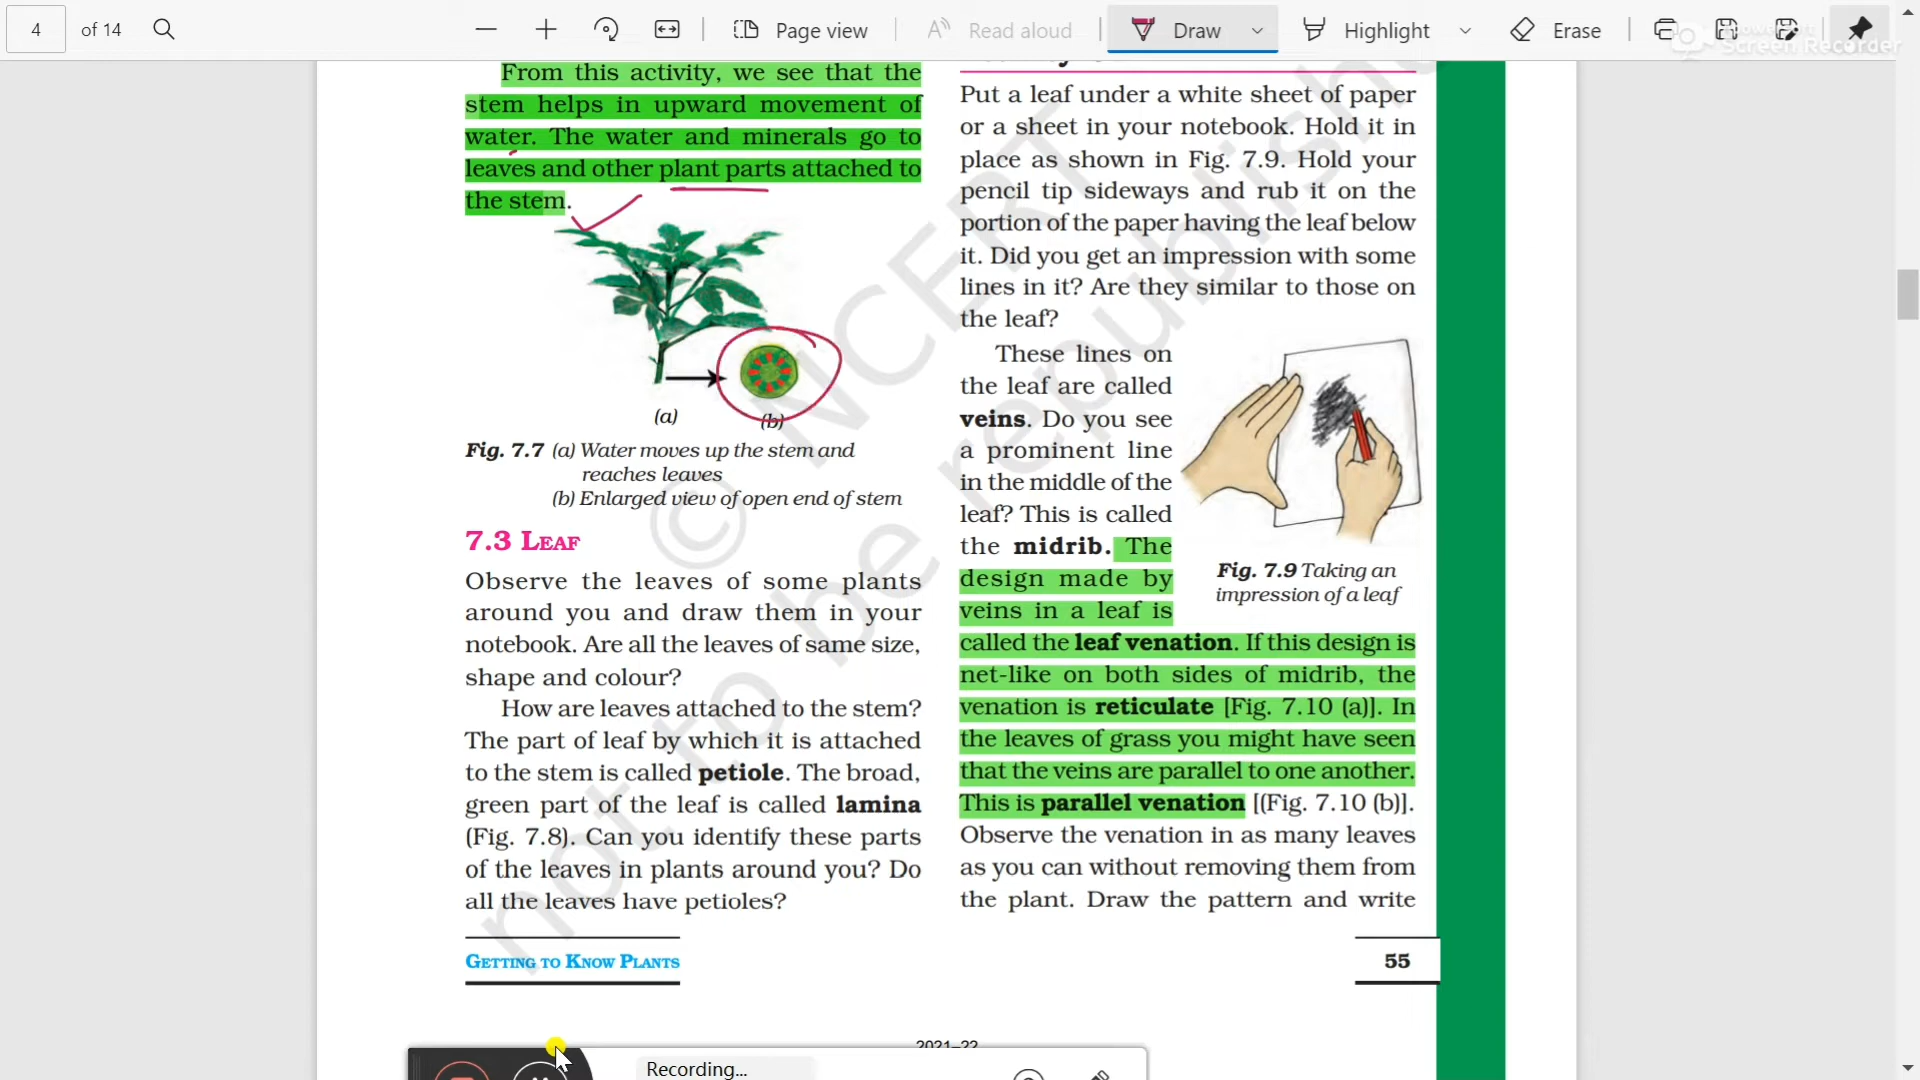 4 of 14
Page view
Read aloud
Draw
Highlight
Erase
Screen Recorder
From this activity, we see that the
stem helps in upward movement of
water. The water and minerals go to
leaves and other plant parts attached to
the stem.
(a)
(b)
Fig. 7.7 (a) Water moves up the stem and
reaches leaves
(b) Enlarged view of open end of stem
7.3 LEAF
Observe the leaves of some plants
around you and draw them in your
notebook. Are all the leaves of same size,
shape and colour?
How are leaves attached to the stem?
The part of leaf by which it is attached
to the stem is called petiole. The broad,
green part of the leaf is called lamina
(Fig. 7.8). Can you identify these parts
of the leaves in plants around you? Do
all the leaves have petioles?
Put a leaf under a white sheet of paper
or a sheet in your notebook. Hold it in
place as shown in Fig. 7.9. Hold your
pencil tip sideways and rub it on the
portion of the paper having the leaf below
it. Did you get an impression with some
lines in it? Are they similar to those on
the leaf?
These lines on
the leaf are called
veins. Do you see
a prominent line
in the middle of the
leaf? This is called
the midrib. The
design made by
veins in a leaf is
called the leaf venation. If this design is
net-like on both sides of midrib, the
venation is reticulate [Fig. 7.10 (a)]. In
the leaves of grass you might have seen
that the veins are parallel to one another.
This is parallel venation [(Fig. 7.10 (b)].
Observe the venation in as many leaves
as you can without removing them from
the plant. Draw the pattern and write
Fig. 7.9 Taking an
impression of a leaf
© NCERT
not to be republished
GETTING TO KNOW PLANTS
55
2021–22
Recording...